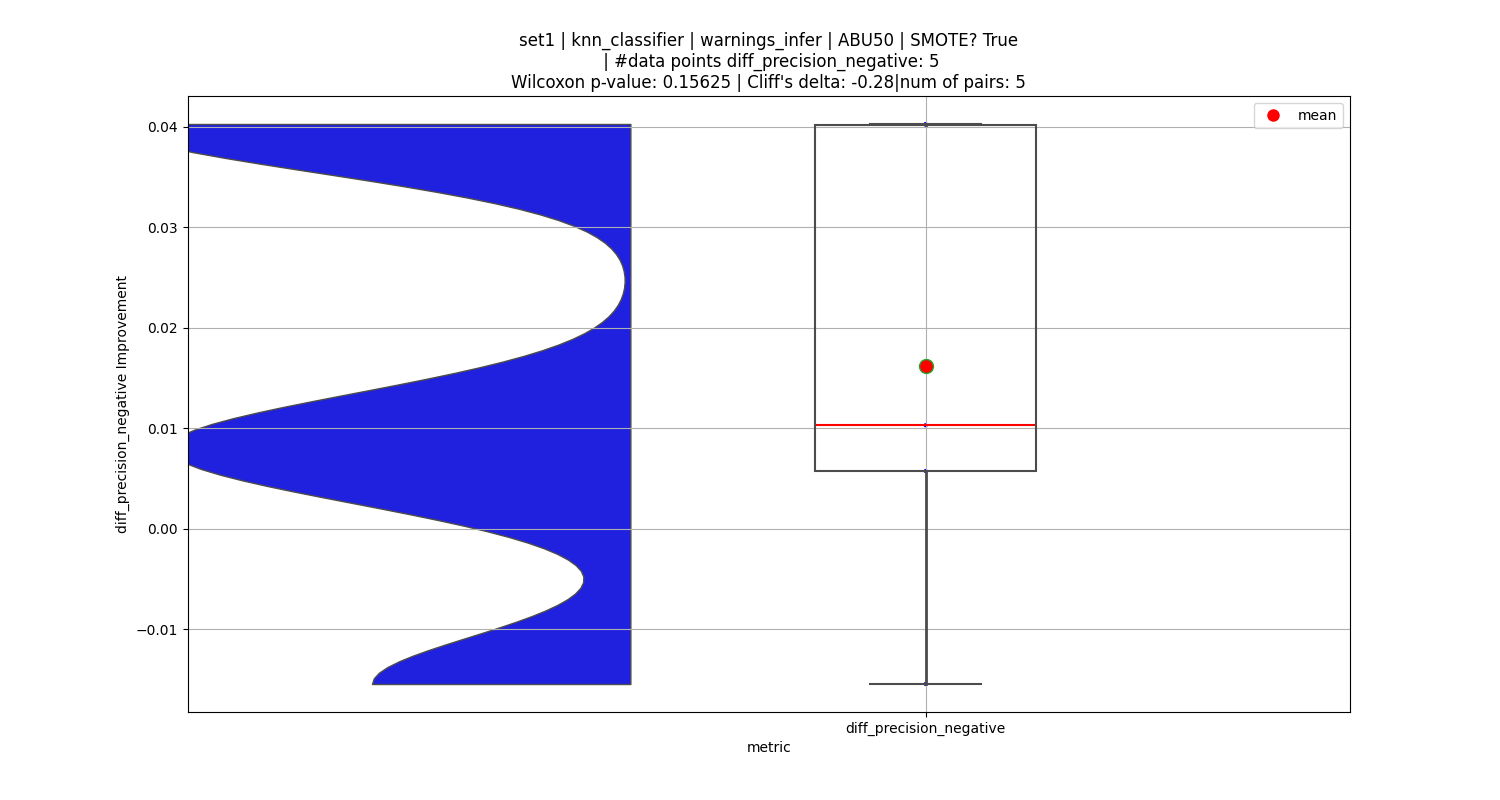 set1 | knn_classifier | warnings_infer | ABU50 | SMOTE? True
| #data points diff_precision_negative: 5
Wilcoxon p-value: 0.15625 | Cliff's delta: -0.28|num of pairs: 5
mean
0.04
0.03
0.02
0.01
0.00
−0.01
diff_precision_negative Improvement
diff_precision_negative
metric